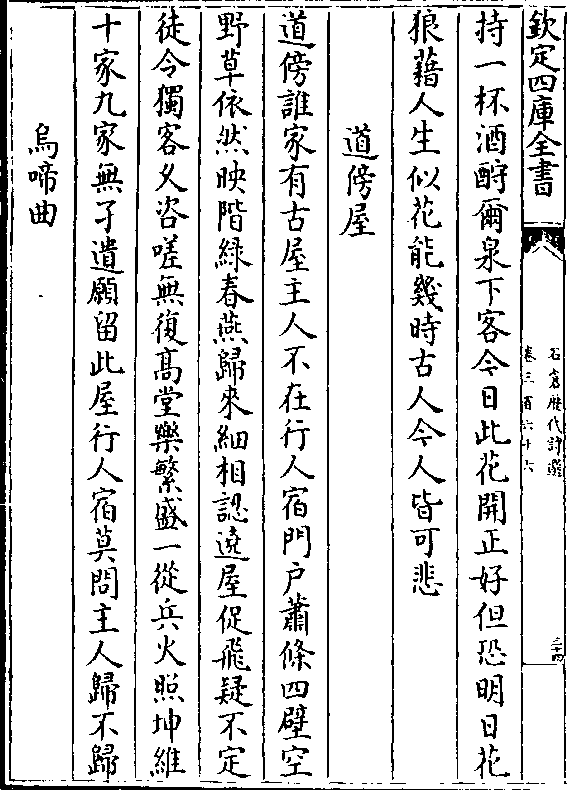 欽定四庫全書
石倉歷代詩選
卷三百六十六
三十四
持一杯酒酹爾泉下客今日此花開正好但恐明日花
狼藉人生似花能幾時古人今人皆可悲
道傍屋
道傍誰家有古屋主人不在行人宿門户蕭條四壁空
野草依然映階緑春燕歸來細相認遶屋促飛疑不定
徒令獨客久咨嗟無復髙堂樂繁盛一從兵火照坤維
十家九家無孑遺願留此屋行人宿莫問主人歸不歸
烏啼曲